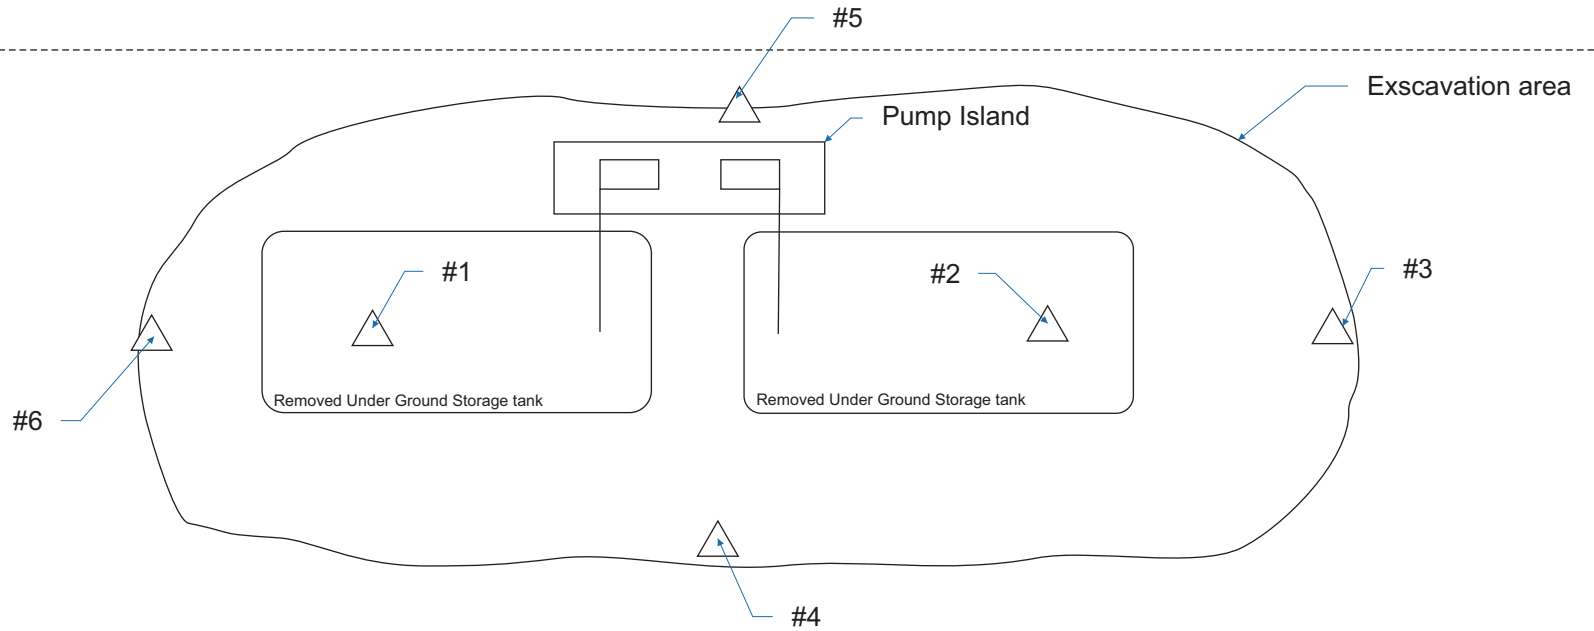 #5
Exscavation area
Pump Island
#1
#2
#3
Removed Under Ground Storage tank
Removed Under Ground Storage tank
#6
#4